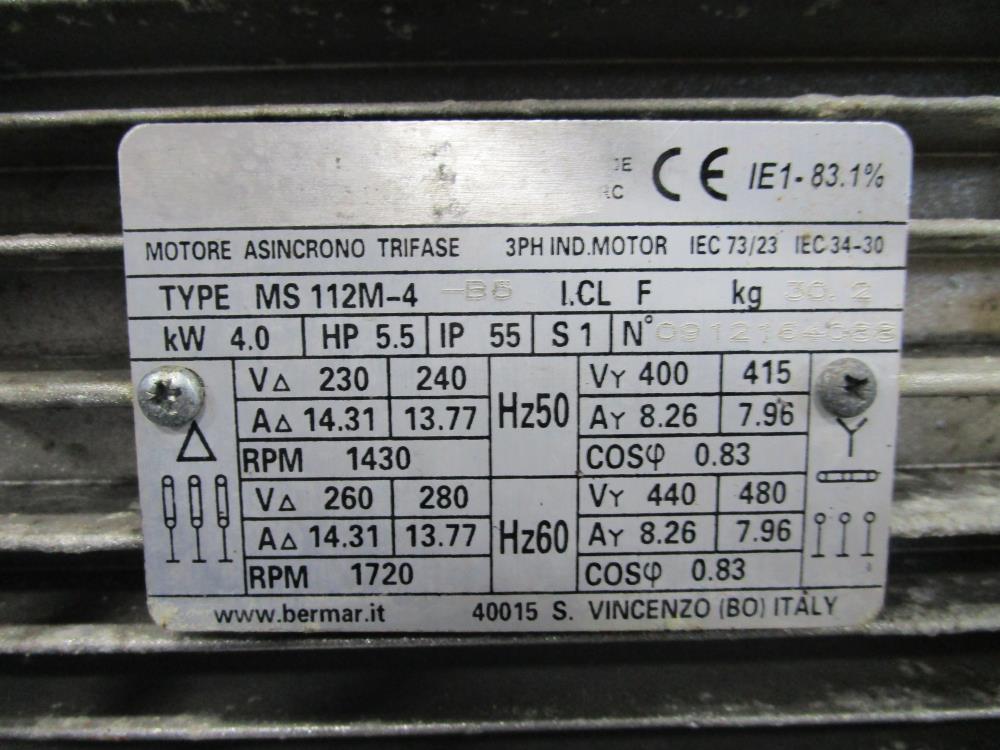 CE IE1-83.1%
MOTORE ASINCRONO TRIFASE 3PH IND.MOTOR IEC 73/23 IEC 34-30
TYPE MS 112M-4 I.CL F kg 30.2
kW 4.0 HP 5.5 IP 55 S 1 N°
V△ 230 240 Hz50 VY 400 415
A△ 14.31 13.77 AY 8.26 7.96
RPM 1430 COSφ 0.83
V△ 260 280 Hz60 VY 440 480
A△ 14.31 13.77 AY 8.26 7.96
RPM 1720 COSφ 0.83
www.bermar.it 40015 S. VINCENZO (BO) ITALY